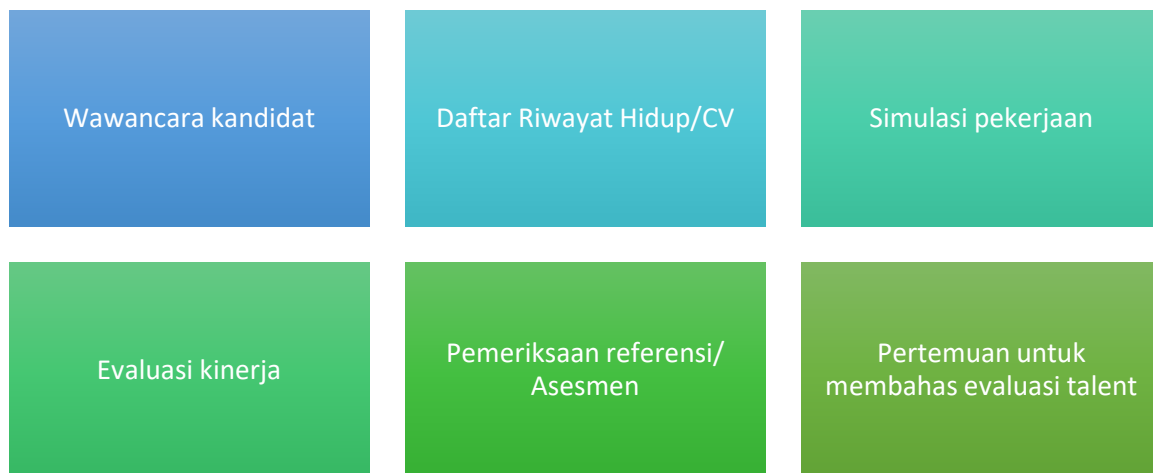 Wawancara kandidat
Daftar Riwayat Hidup/CV
Simulasi pekerjaan
Evaluasi kinerja
Pemeriksaan referensi/
Asesmen
Pertemuan untuk
membahas evaluasi talent